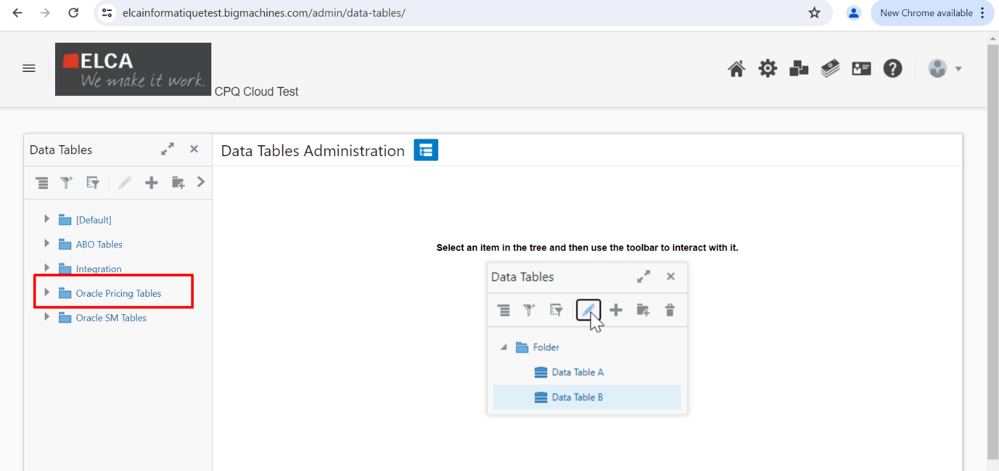 elcainformatiquetest.bigmachines.com/admin/data-tables/
New Chrome available
ELCA
We make it work.
CPQ Cloud Test
Data Tables
Data Tables Administration
[Default]
ABO Tables
Integration
Oracle Pricing Tables
Oracle SM Tables
Select an item in the tree and then use the toolbar to interact with it.
Data Tables
Folder
Data Table A
Data Table B